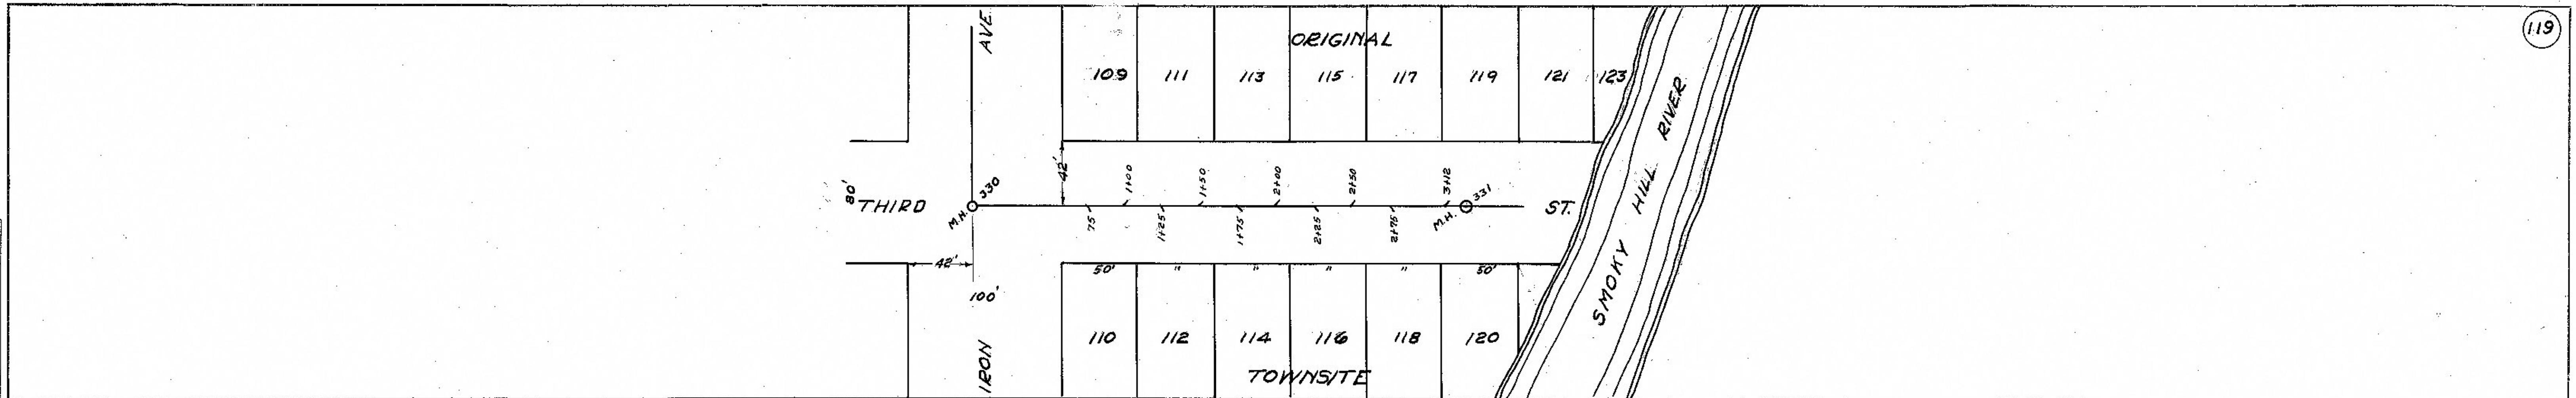 119
AVE.
ORIGINAL
109 111 113 115 117 119 121 123
SMOKY HILL RIVER
42'
80'
THIRD
M.H. 330
1+00 1+50 2+00 2+50 3+12
75 1+25 1+75 2+25 2+75
M.H. 331
ST.
42'
50' " " " " 50'
100'
110 112 114 116 118 120
IRON
TOWNSITE